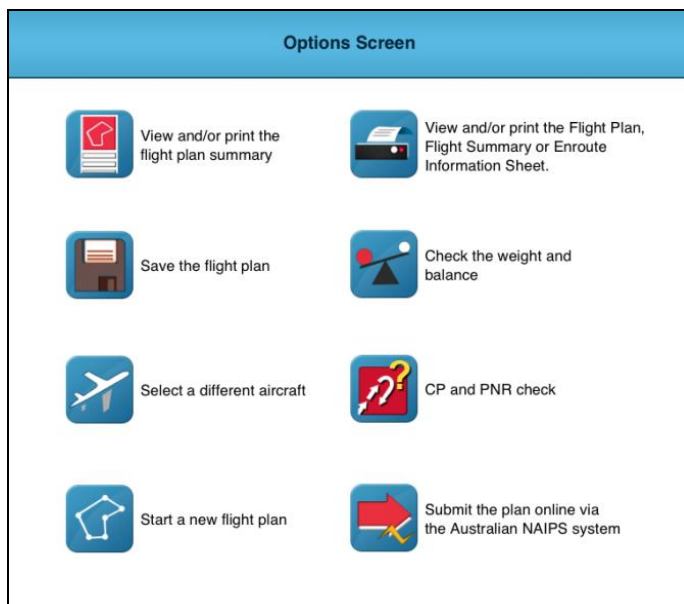 Options Screen
View and/or print the
flight plan summary
View and/or print the Flight Plan,
Flight Summary or Enroute
Information Sheet.
Save the flight plan
Check the weight and
balance
Select a different aircraft
CP and PNR check
Start a new flight plan
Submit the plan online via
the Australian NAIPS system